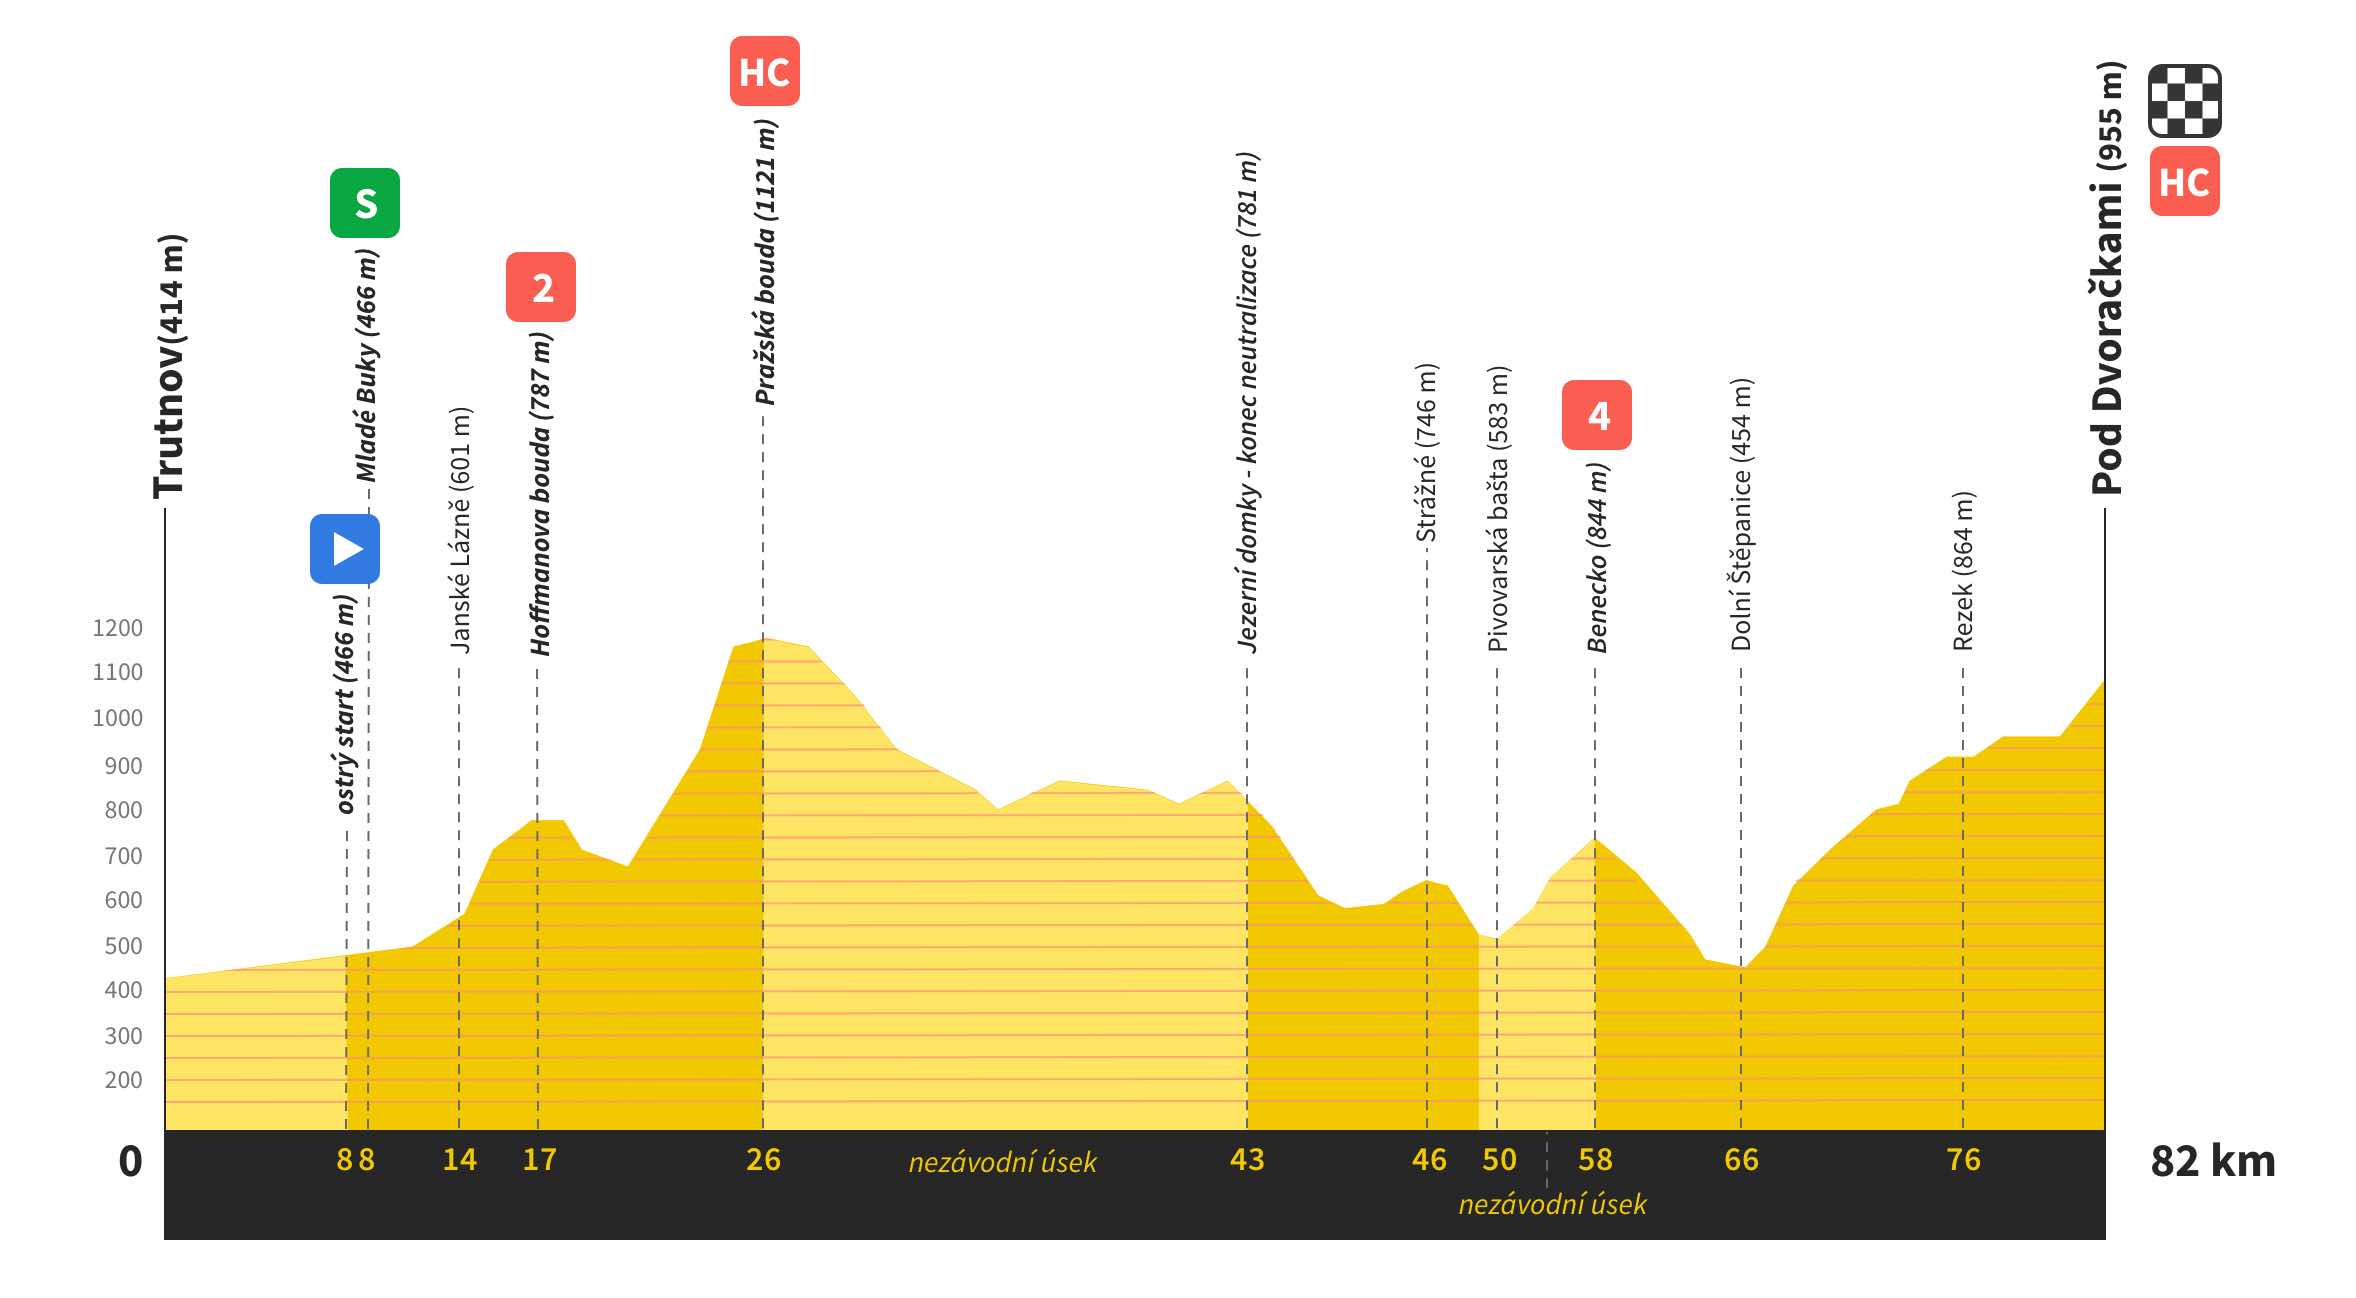 HC
Pod Dvoračkami (955 m)
HC
Pražská bouda (1121 m)
Jezerní domky - konec neutralizace (781 m)
S
Trutnov(414 m)
Mladé Buky (466 m)
2
Hoffmanova bouda (787 m)
Strážné (746 m)
Pivovarská bašta (583 m)
4
Dolní Štěpanice (454 m)
Janské Lázně (601 m)
Benecko (844 m)
Rezek (864 m)
ostrý start (466 m)
1200
1100
1000
900
800
700
600
500
400
300
200
0 8 8 14 17 26 nezávodní úsek 43 46 50 58 66 76 82 km
nezávodní úsek